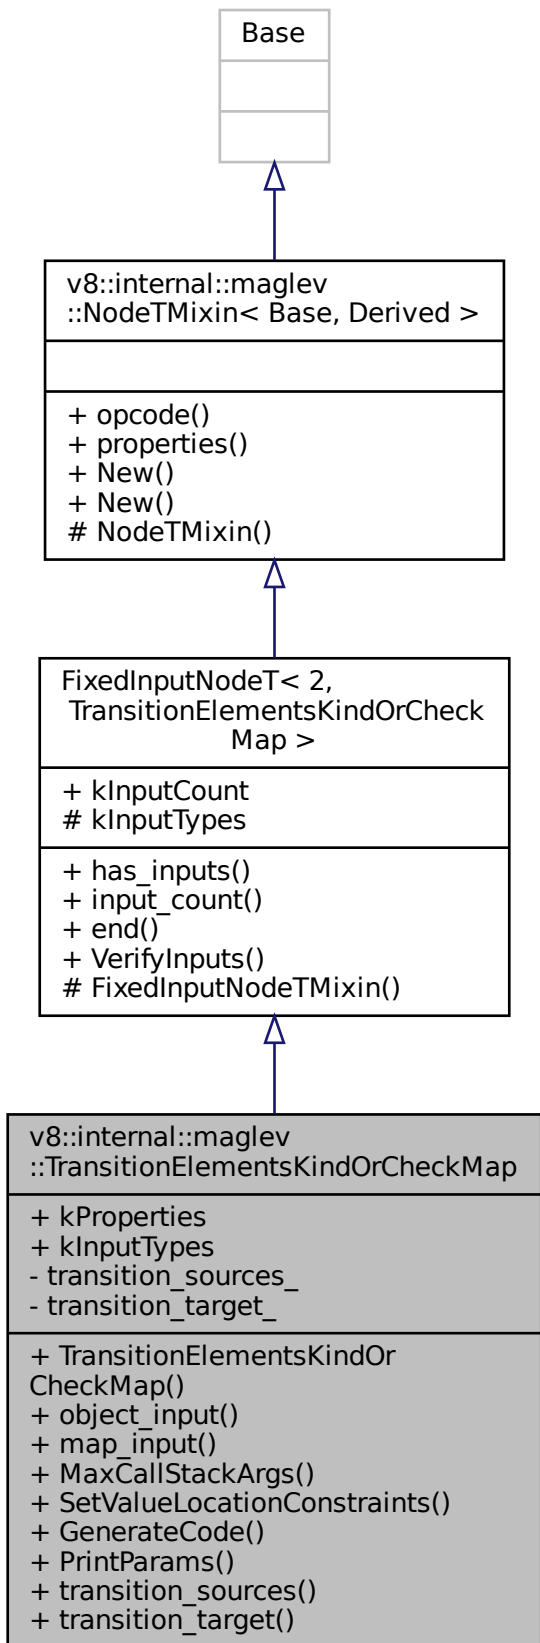 Base
v8::internal::maglev
::NodeTMixin< Base, Derived >
+ opcode()
+ properties()
+ New()
+ New()
# NodeTMixin()
FixedInputNodeT< 2,
TransitionElementsKindOrCheck
Map >
+ kInputCount
# kInputTypes
+ has_inputs()
+ input_count()
+ end()
+ VerifyInputs()
# FixedInputNodeTMixin()
v8::internal::maglev
::TransitionElementsKindOrCheckMap
+ kProperties
+ kInputTypes
- transition_sources_
- transition_target_
+ TransitionElementsKindOr
CheckMap()
+ object_input()
+ map_input()
+ MaxCallStackArgs()
+ SetValueLocationConstraints()
+ GenerateCode()
+ PrintParams()
+ transition_sources()
+ transition_target()